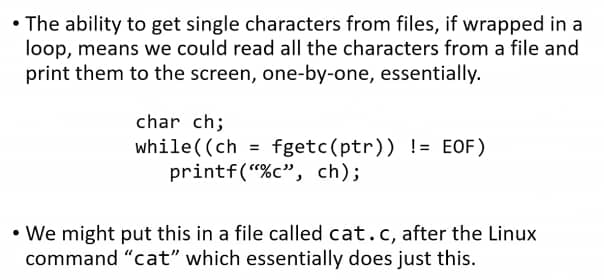 • The ability to get single characters from files, if wrapped in a
loop, means we could read all the characters from a file and
print them to the screen, one-by-one, essentially.
char ch;
while((ch = fgetc(ptr)) != EOF)
printf(“%c”, ch);
• We might put this in a file called cat.c, after the Linux
command “cat” which essentially does just this.